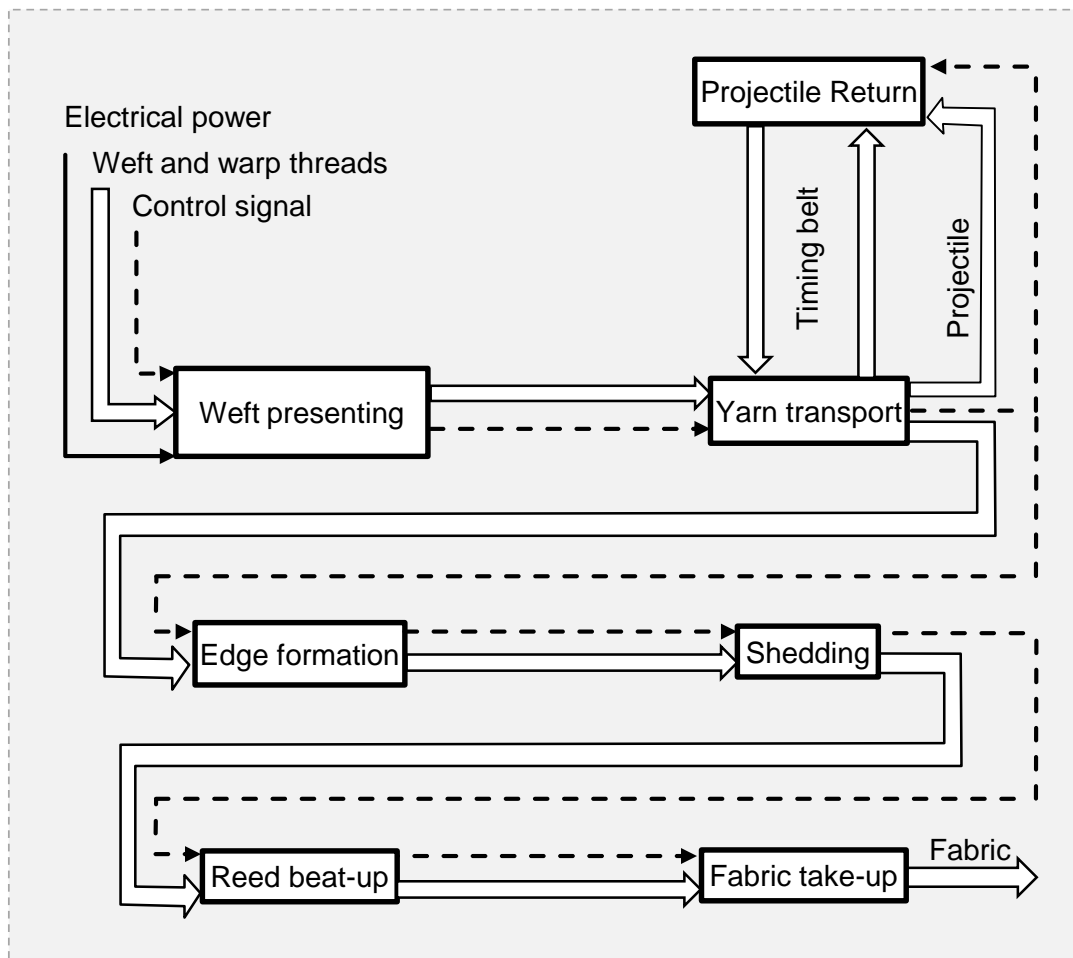 Projectile Return
Electrical power
Weft and warp threads
Control signal
Timing belt
Projectile
Weft presenting
Yarn transport
Edge formation
Shedding
Reed beat-up
Fabric take-up
Fabric